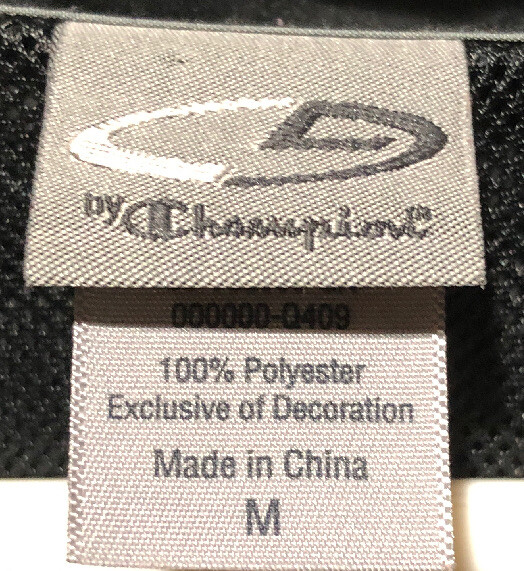 by Champion®
000000-Q409
100% Polyester
Exclusive of Decoration
Made in China
M